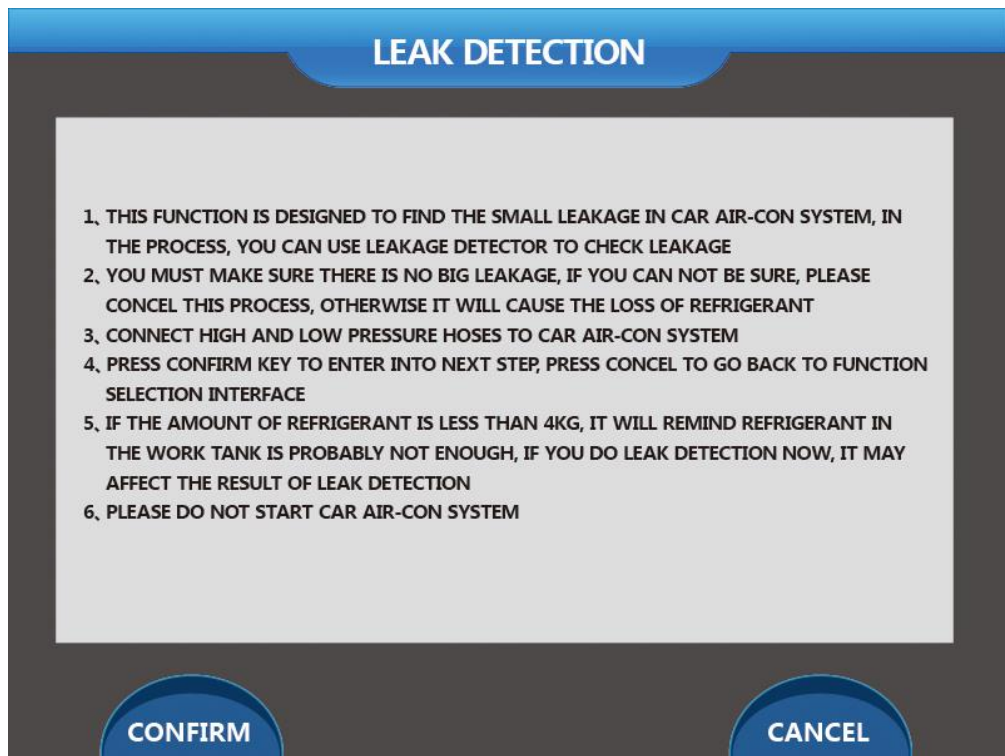 LEAK DETECTION
1、THIS FUNCTION IS DESIGNED TO FIND THE SMALL LEAKAGE IN CAR AIR-CON SYSTEM, IN
THE PROCESS, YOU CAN USE LEAKAGE DETECTOR TO CHECK LEAKAGE
2、YOU MUST MAKE SURE THERE IS NO BIG LEAKAGE, IF YOU CAN NOT BE SURE, PLEASE
CONCEL THIS PROCESS, OTHERWISE IT WILL CAUSE THE LOSS OF REFRIGERANT
3、CONNECT HIGH AND LOW PRESSURE HOSES TO CAR AIR-CON SYSTEM
4、PRESS CONFIRM KEY TO ENTER INTO NEXT STEP, PRESS CONCEL TO GO BACK TO FUNCTION
SELECTION INTERFACE
5、IF THE AMOUNT OF REFRIGERANT IS LESS THAN 4KG, IT WILL REMIND REFRIGERANT IN
THE WORK TANK IS PROBABLY NOT ENOUGH, IF YOU DO LEAK DETECTION NOW, IT MAY
AFFECT THE RESULT OF LEAK DETECTION
6、PLEASE DO NOT START CAR AIR-CON SYSTEM
CONFIRM
CANCEL